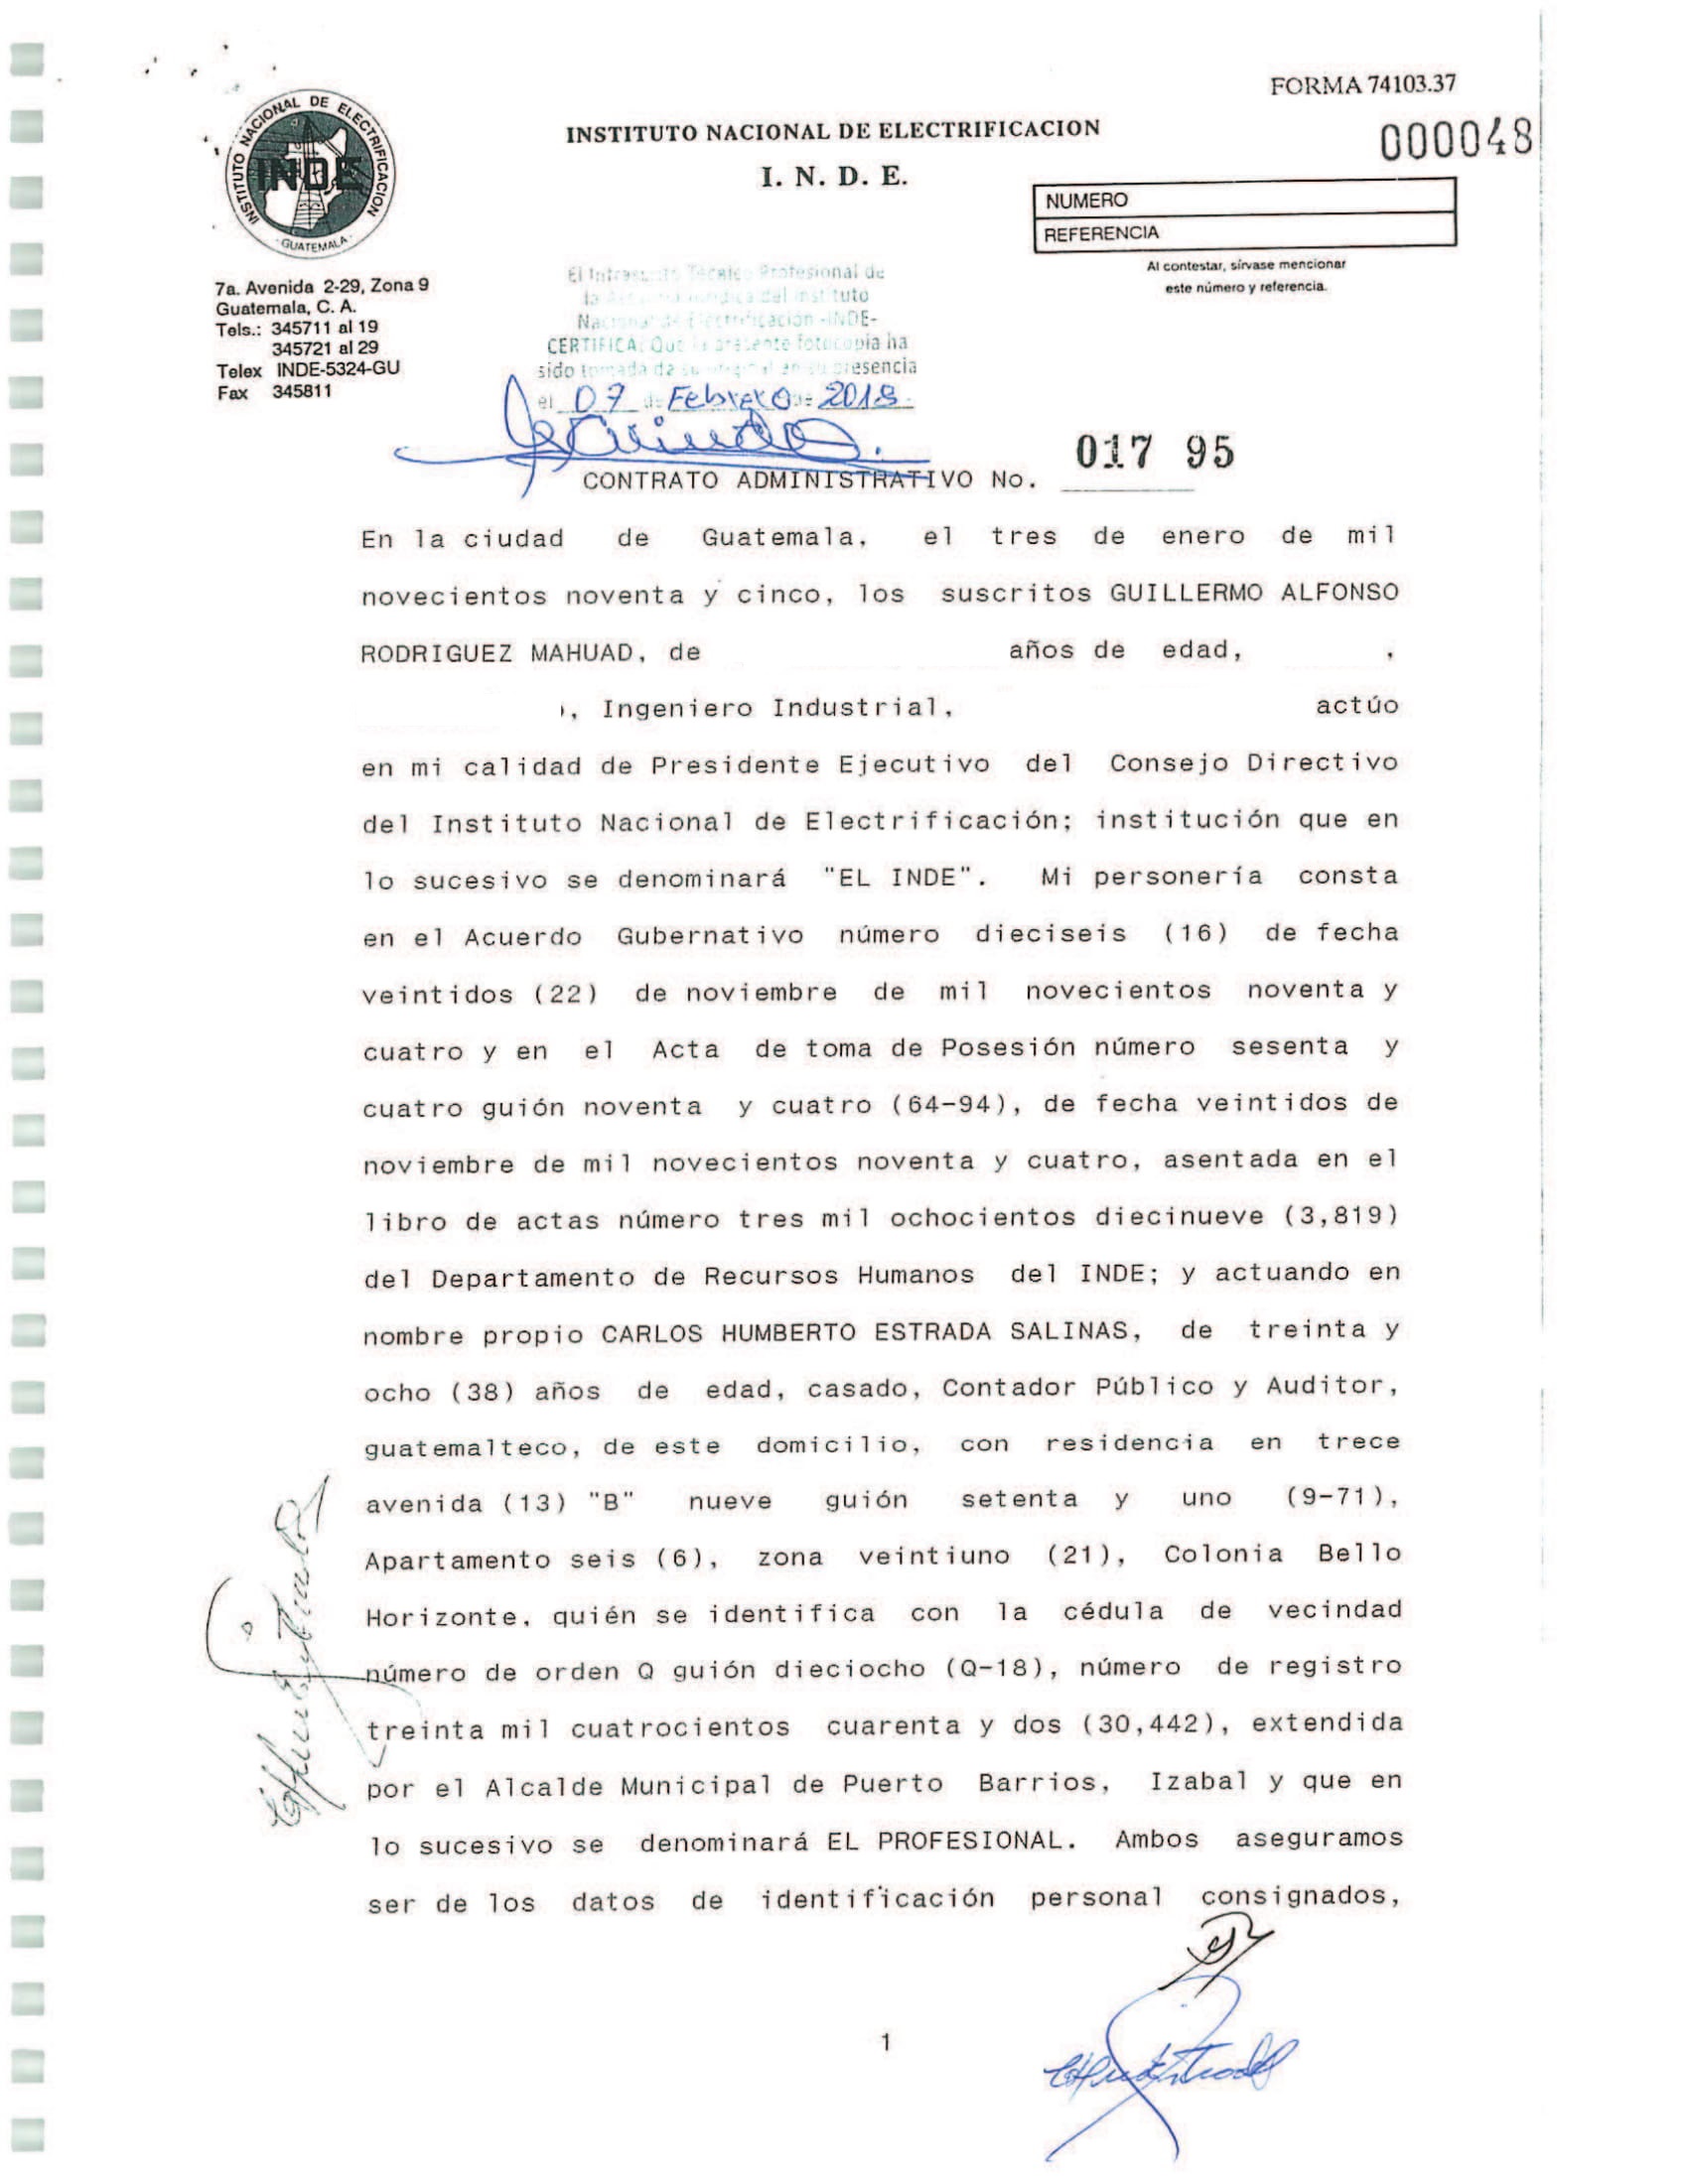 FORMA 74103.37
000048
INSTITUTO NACIONAL DE ELECTRIFICACION
I. N. D. E.
INSTITUTO NACIONAL DE ELECTRIFICACION
INDE
GUATEMALA
NUMERO
REFERENCIA
Al contestar, sírvase mencionar
este número y referencia.
7a. Avenida 2-29, Zona 9
Guatemala, C. A.
Tels.: 345711 al 19
345721 al 29
Telex INDE-5324-GU
Fax 345811
El Infrascrito Técnico Profesional de
la del Instituto
Nacional de Electrificación -INDE-
CERTIFICA: Que la presente fotocopia ha
sido tomada de su original en su presencia
el 07 de Febrero de 2018.
CONTRATO ADMINISTRATIVO No. 017 95
En la ciudad de Guatemala, el tres de enero de mil
novecientos noventa y cinco, los suscritos GUILLERMO ALFONSO
RODRIGUEZ MAHUAD, de años de edad, ,
, Ingeniero Industrial, actúo
en mi calidad de Presidente Ejecutivo del Consejo Directivo
del Instituto Nacional de Electrificación; institución que en
lo sucesivo se denominará "EL INDE". Mi personería consta
en el Acuerdo Gubernativo número dieciseis (16) de fecha
veintidos (22) de noviembre de mil novecientos noventa y
cuatro y en el Acta de toma de Posesión número sesenta y
cuatro guión noventa y cuatro (64-94), de fecha veintidos de
noviembre de mil novecientos noventa y cuatro, asentada en el
libro de actas número tres mil ochocientos diecinueve (3,819)
del Departamento de Recursos Humanos del INDE; y actuando en
nombre propio CARLOS HUMBERTO ESTRADA SALINAS, de treinta y
ocho (38) años de edad, casado, Contador Público y Auditor,
guatemalteco, de este domicilio, con residencia en trece
avenida (13) "B" nueve guión setenta y uno (9-71),
Apartamento seis (6), zona veintiuno (21), Colonia Bello
Horizonte, quién se identifica con la cédula de vecindad
número de orden Q guión dieciocho (Q-18), número de registro
treinta mil cuatrocientos cuarenta y dos (30,442), extendida
por el Alcalde Municipal de Puerto Barrios, Izabal y que en
lo sucesivo se denominará EL PROFESIONAL. Ambos aseguramos
ser de los datos de identificación personal consignados,
1